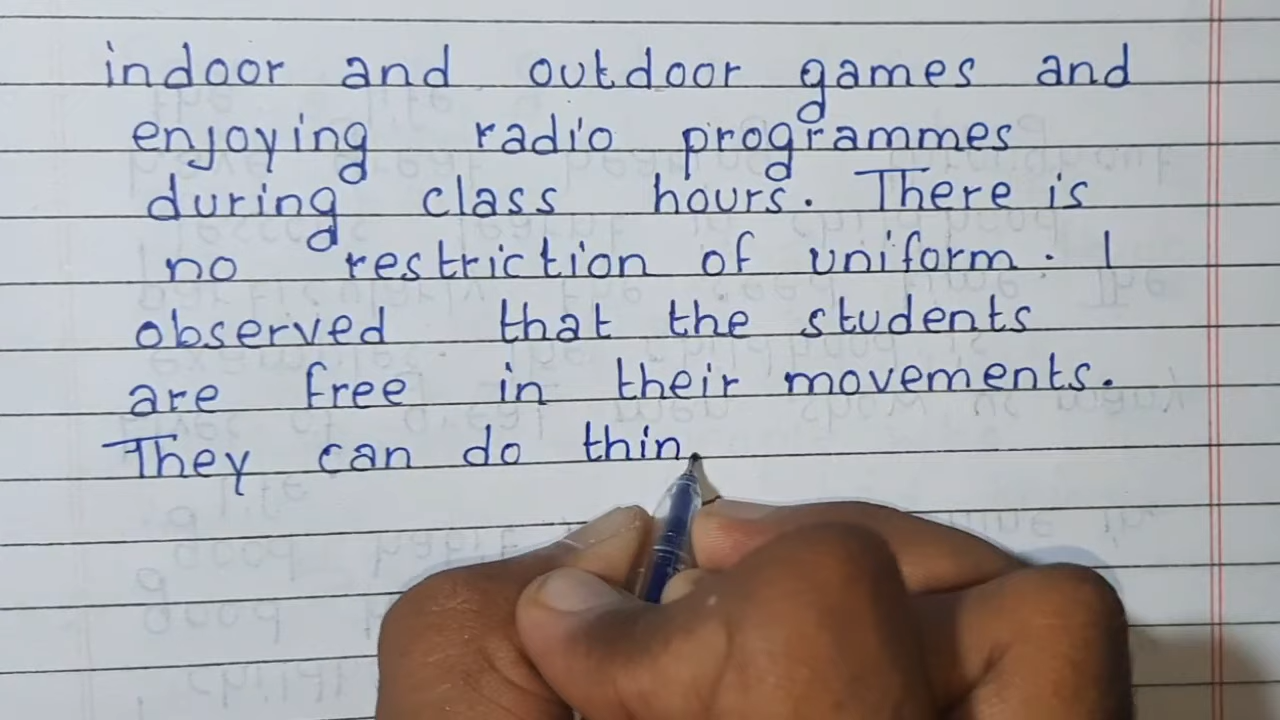 indoor and outdoor games and
enjoying radio programmes
during class hours. There is
no restriction of uniform. I
observed that the students
are free in their movements.
They can do thin